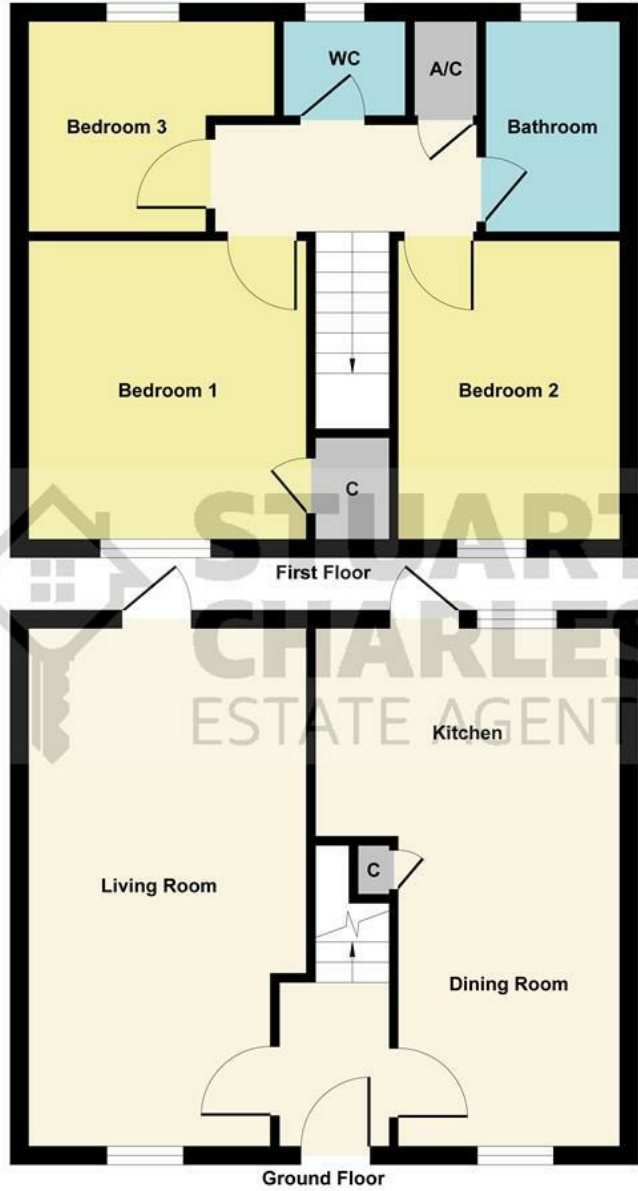 WC
A/C
Bedroom 3
Bathroom
Bedroom 1
Bedroom 2
C
First Floor
STUART
CHARLES
ESTATE AGENT
Kitchen
C
Living Room
Dining Room
Ground Floor